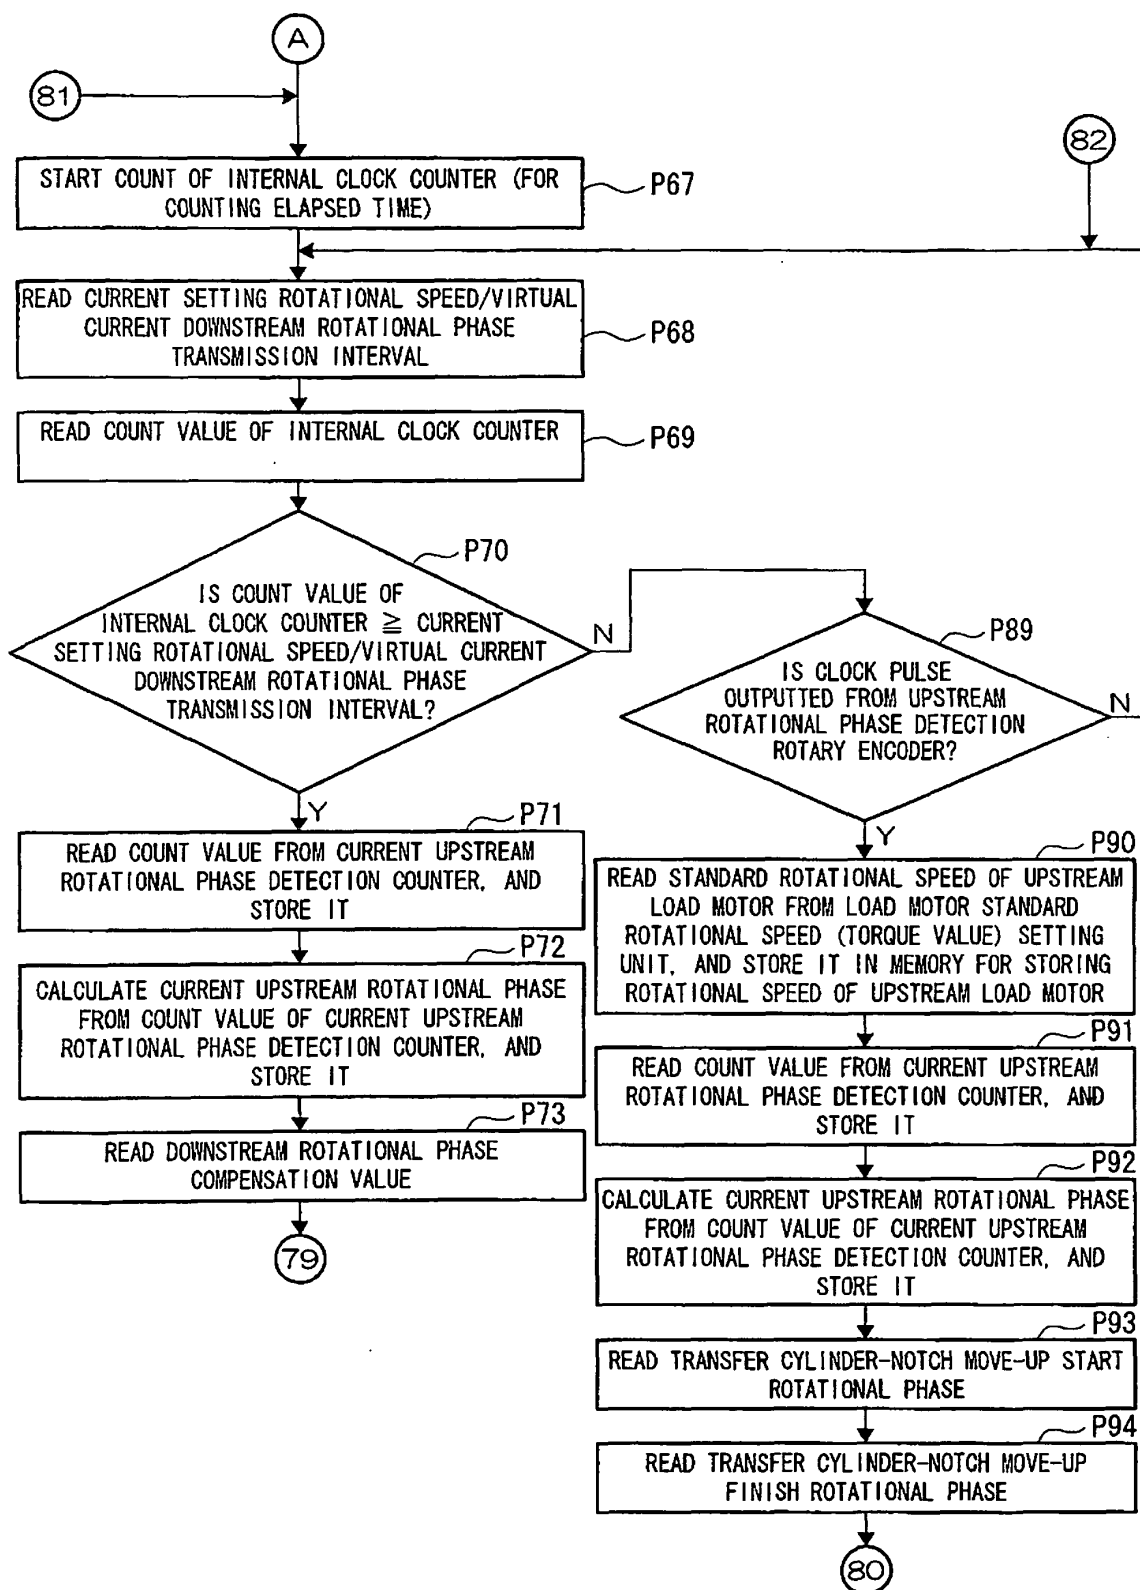 A
81
82
START COUNT OF INTERNAL CLOCK COUNTER (FOR
COUNTING ELAPSED TIME)
P67
READ CURRENT SETTING ROTATIONAL SPEED/VIRTUAL
CURRENT DOWNSTREAM ROTATIONAL PHASE
TRANSMISSION INTERVAL
P68
READ COUNT VALUE OF INTERNAL CLOCK COUNTER
P69
P70
IS COUNT VALUE OF
INTERNAL CLOCK COUNTER ≧ CURRENT
SETTING ROTATIONAL SPEED/VIRTUAL CURRENT
DOWNSTREAM ROTATIONAL PHASE
TRANSMISSION INTERVAL?
N
Y
P71
READ COUNT VALUE FROM CURRENT UPSTREAM
ROTATIONAL PHASE DETECTION COUNTER, AND
STORE IT
P72
CALCULATE CURRENT UPSTREAM ROTATIONAL PHASE
FROM COUNT VALUE OF CURRENT UPSTREAM
ROTATIONAL PHASE DETECTION COUNTER, AND
STORE IT
P73
READ DOWNSTREAM ROTATIONAL PHASE
COMPENSATION VALUE
79
P89
IS CLOCK PULSE
OUTPUTTED FROM UPSTREAM
ROTATIONAL PHASE DETECTION
ROTARY ENCODER?
N
Y
P90
READ STANDARD ROTATIONAL SPEED OF UPSTREAM
LOAD MOTOR FROM LOAD MOTOR STANDARD
ROTATIONAL SPEED (TORQUE VALUE) SETTING
UNIT, AND STORE IT IN MEMORY FOR STORING
ROTATIONAL SPEED OF UPSTREAM LOAD MOTOR
P91
READ COUNT VALUE FROM CURRENT UPSTREAM
ROTATIONAL PHASE DETECTION COUNTER, AND
STORE IT
P92
CALCULATE CURRENT UPSTREAM ROTATIONAL PHASE
FROM COUNT VALUE OF CURRENT UPSTREAM
ROTATIONAL PHASE DETECTION COUNTER, AND
STORE IT
P93
READ TRANSFER CYLINDER-NOTCH MOVE-UP START
ROTATIONAL PHASE
P94
READ TRANSFER CYLINDER-NOTCH MOVE-UP
FINISH ROTATIONAL PHASE
80